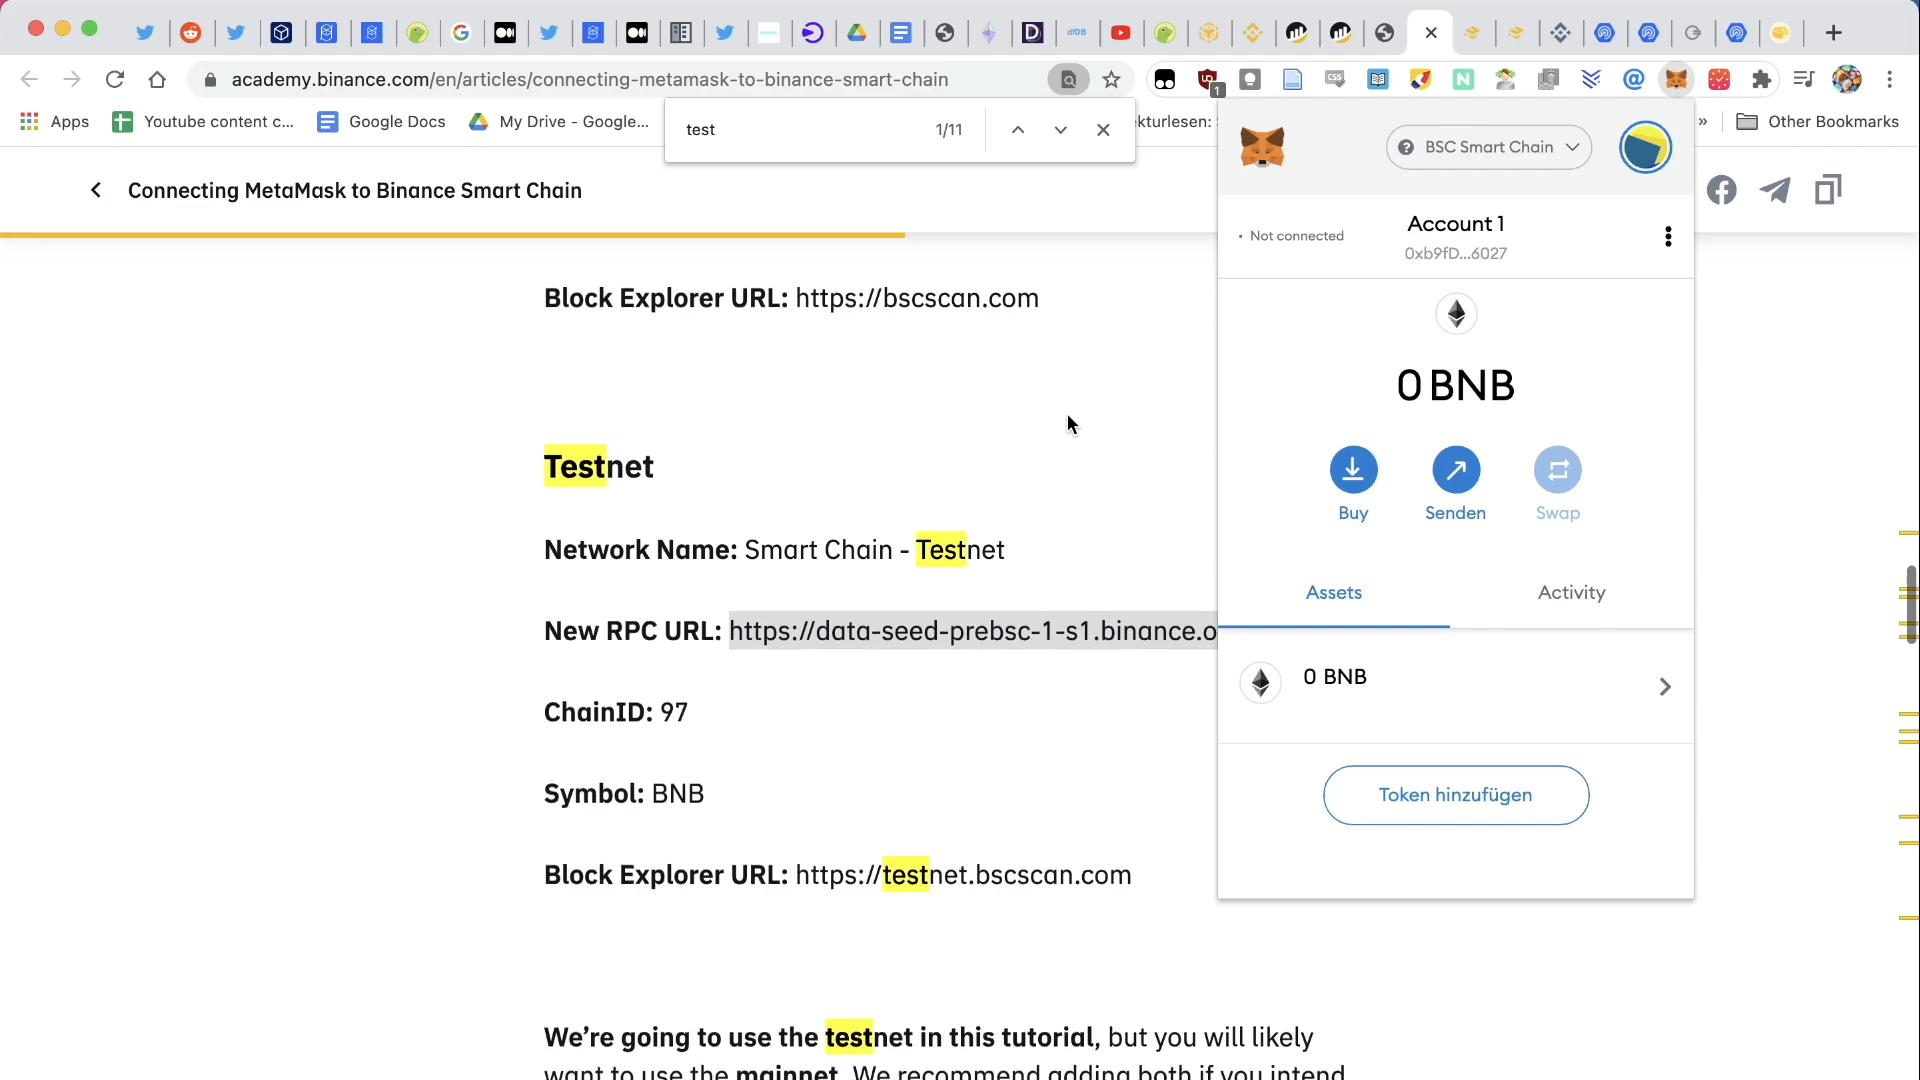 academy.binance.com/en/articles/connecting-metamask-to-binance-smart-chain
Apps
Youtube content c...
Google Docs
My Drive - Google...
ekturlesen:
»
Other Bookmarks
test
1/11
Connecting MetaMask to Binance Smart Chain
Block Explorer URL: https://bscscan.com
Testnet
Network Name: Smart Chain - Testnet
New RPC URL: https://data-seed-prebsc-1-s1.binance.o
ChainID: 97
Symbol: BNB
Block Explorer URL: https://testnet.bscscan.com
We're going to use the testnet in this tutorial, but you will likely
want to use the mainnet. We recommend adding both if you intend
BSC Smart Chain
Not connected
Account 1
0xb9fD...6027
0 BNB
Buy
Senden
Swap
Assets
Activity
0 BNB
Token hinzufügen